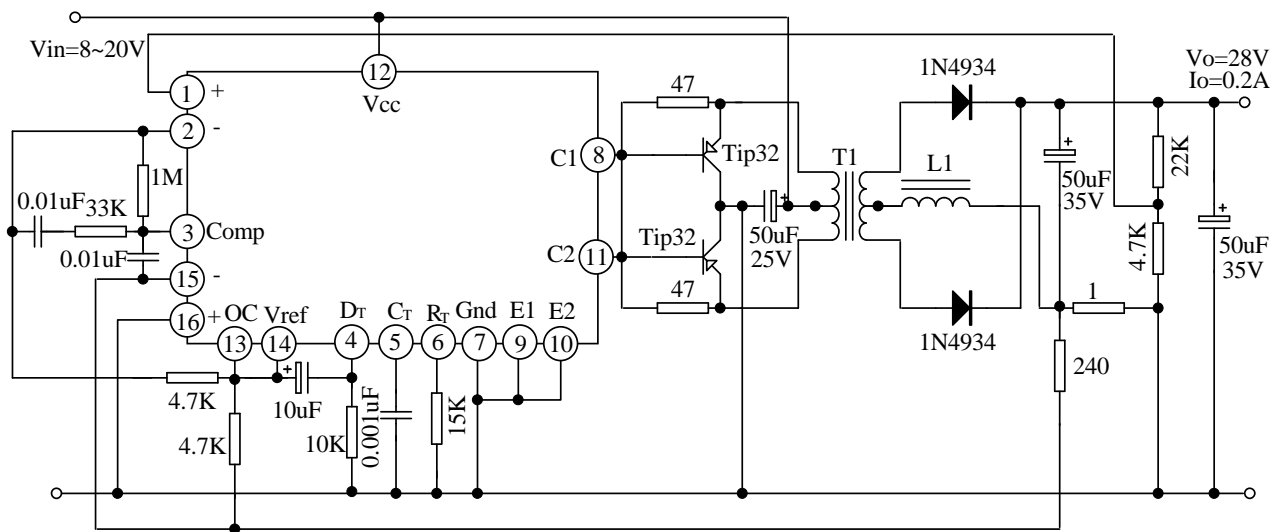 Vin=8~20V
12
Vcc
1
+
2
-
1M
0.01uF
33K
3
Comp
0.01uF
15
-
16
+
OC
Vref
DT
CT
RT
Gnd
E1
E2
13
14
4
5
6
7
9
10
4.7K
4.7K
10uF
10K
0.001uF
15K
C1
8
C2
11
47
Tip32
Tip32
47
50uF
25V
T1
1N4934
L1
1N4934
50uF
35V
22K
4.7K
1
240
Vo=28V
Io=0.2A
50uF
35V
+
+
+
+